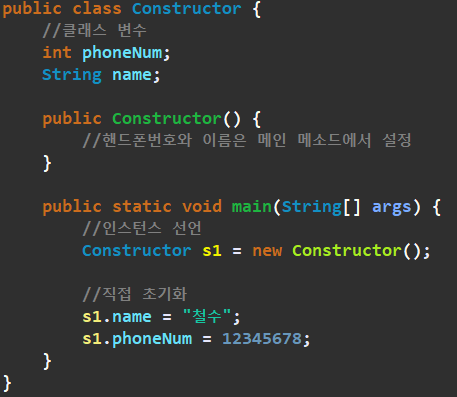 public class Constructor {
//클래스 변수
int phoneNum;
String name;
public Constructor() {
//핸드폰번호와 이름은 메인 메소드에서 설정
}
public static void main(String[] args) {
//인스턴스 선언
Constructor s1 = new Constructor();
//직접 초기화
s1.name = "철수";
s1.phoneNum = 12345678;
}
}